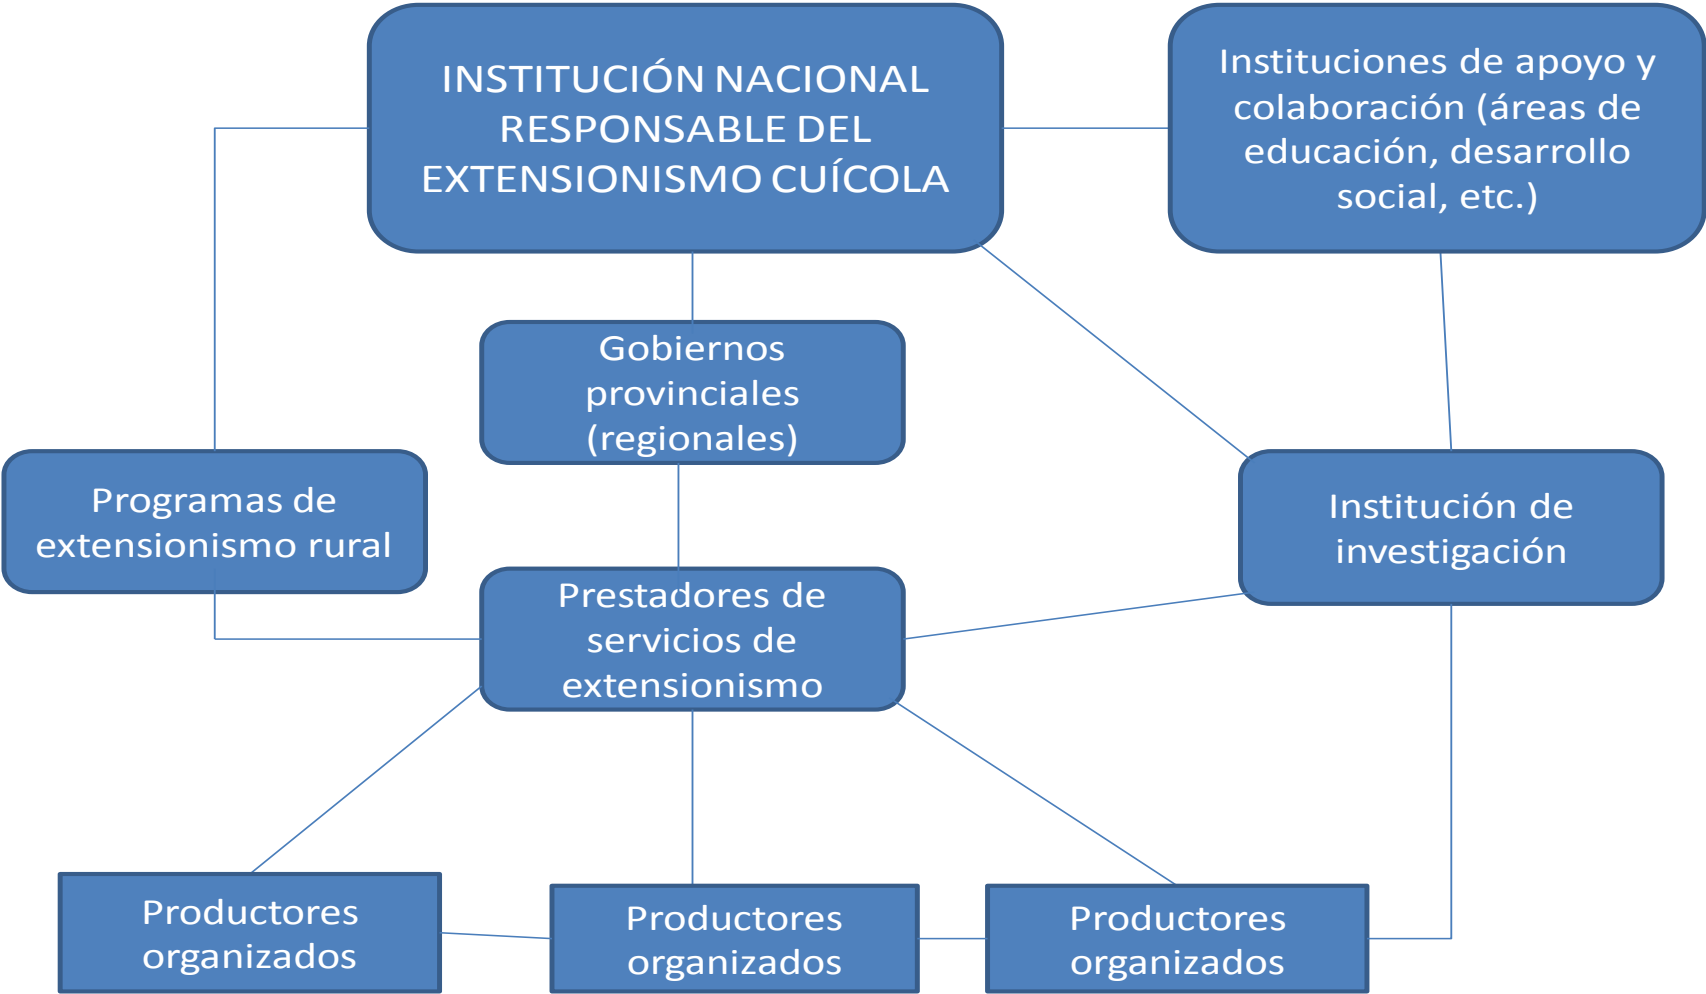 INSTITUCIÓN NACIONAL
RESPONSABLE DEL
EXTENSIONISMO CUÍCOLA
Instituciones de apoyo y
colaboración (áreas de
educación, desarrollo
social, etc.)
Gobiernos
provinciales
(regionales)
Programas de
extensionismo rural
Institución de
investigación
Prestadores de
servicios de
extensionismo
Productores
organizados
Productores
organizados
Productores
organizados